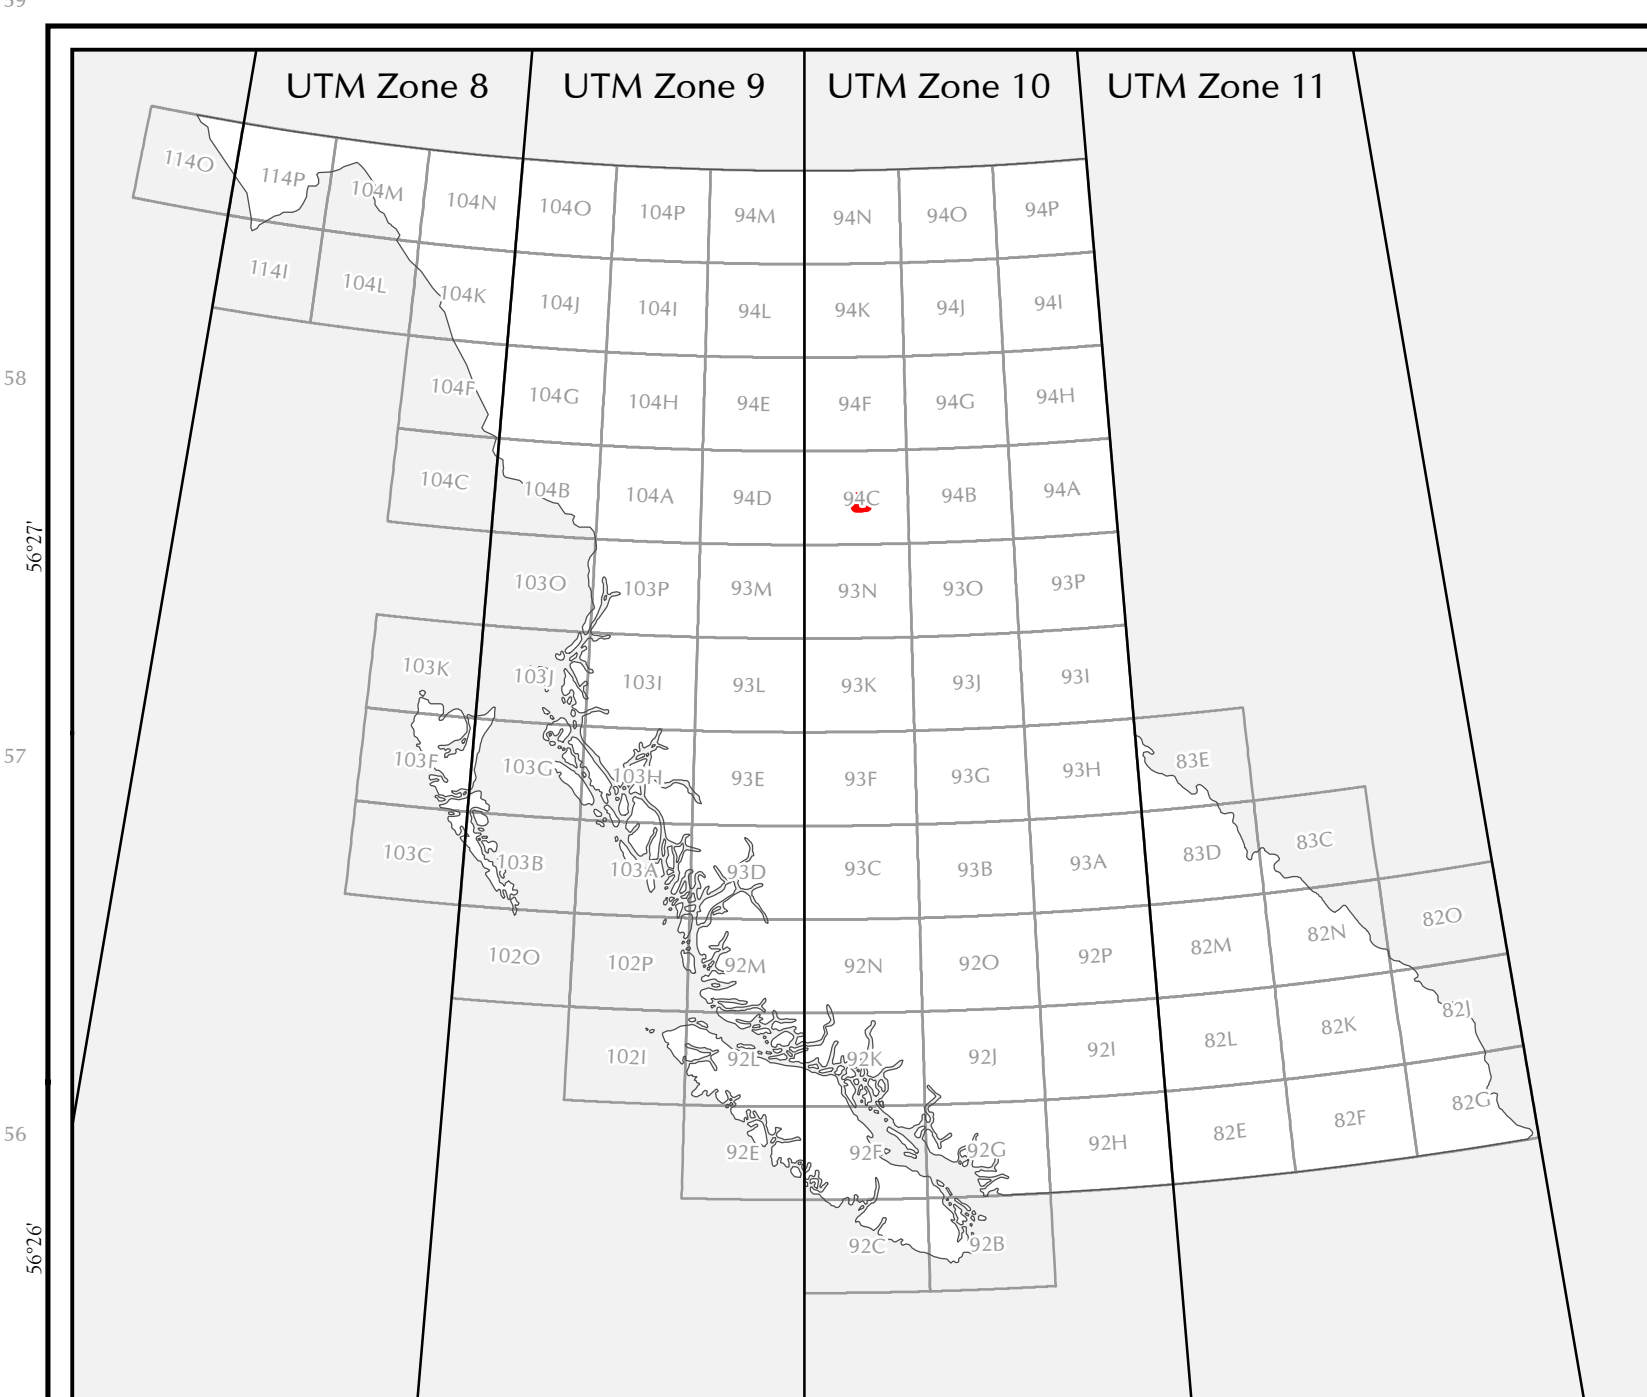 59
UTM Zone 8 UTM Zone 9 UTM Zone 10 UTM Zone 11
114O 114P 104M 104N 104O 104P 94M 94N 94O 94P
114I 104L 104K 104J 104I 94L 94K 94J 94I
58
104F 104G 104H 94E 94F 94G 94H
104C 104B 104A 94D 94C 94B 94A
56°27'
103O 103P 93M 93N 93O 93P
103K 103J 103I 93L 93K 93J 93I
57
103F 103G 103H 93E 93F 93G 93H 83E
103C 103B 103A 93D 93C 93B 93A 83D 83C
102O 102P 92M 92N 92O 92P 82M 82N 82O
102I 92L 92K 92J 92I 82L 82K 82J
56
92E 92F 92G 92H 82E 82F 82G
56°26'
92C 92B